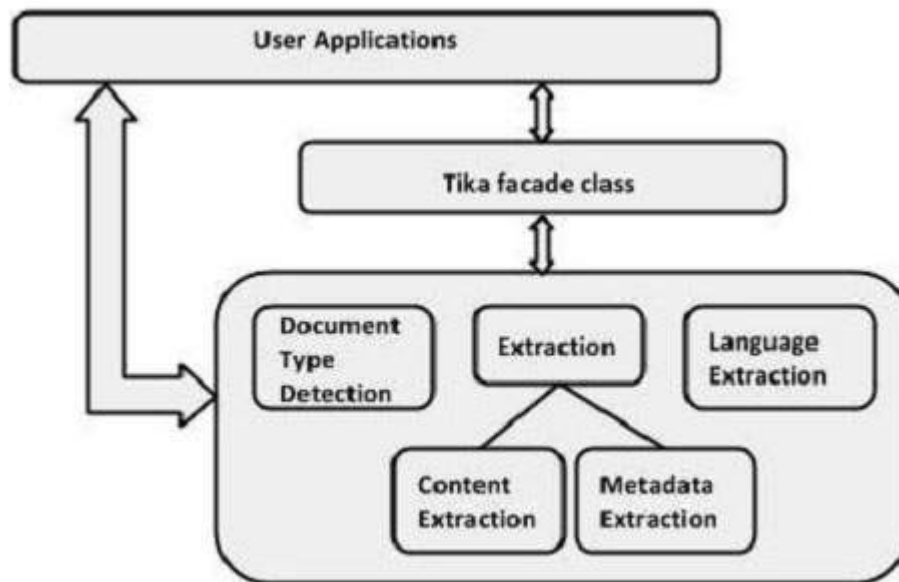 User Applications
Tika facade class
Document
Type
Detection
Extraction
Language
Extraction
Content
Extraction
Metadata
Extraction